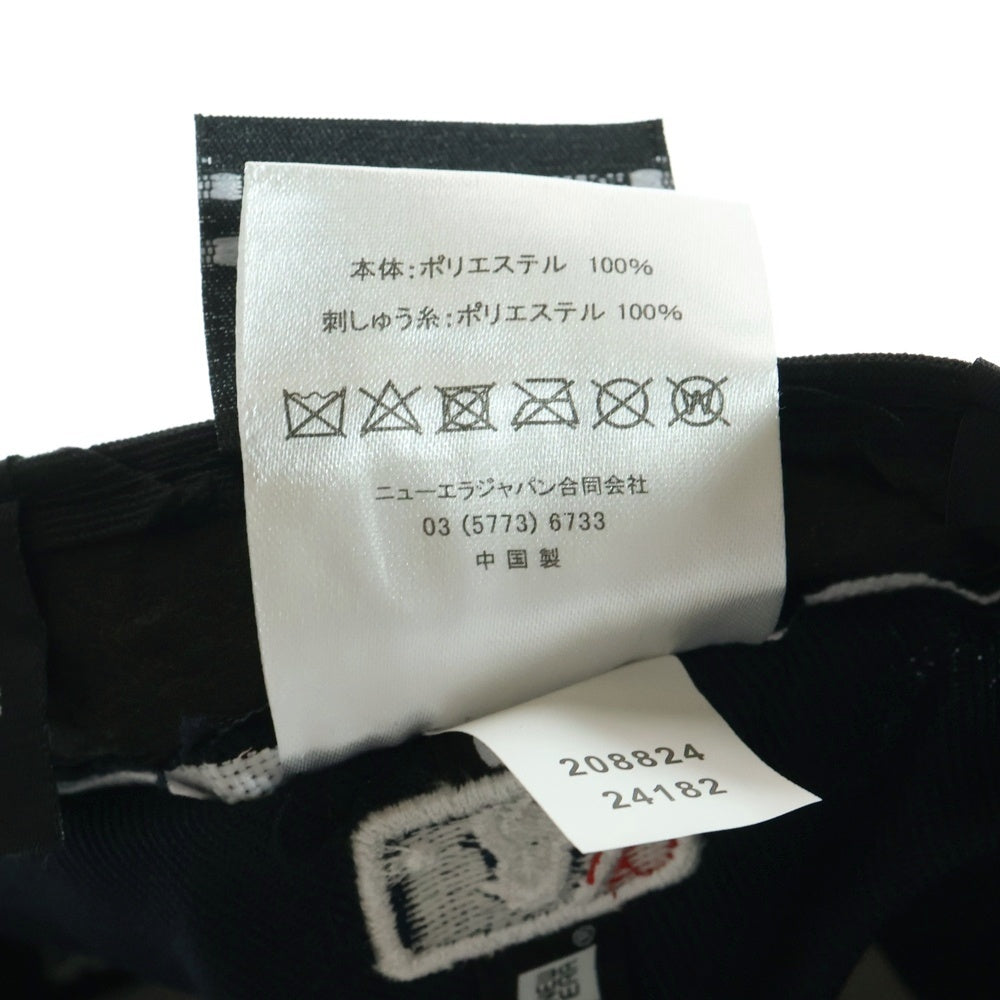 本体:ポリエステル 100%
刺しゅう糸:ポリエステル 100%
W
ニューエラジャパン合同会社
03 (5773) 6733
中国製
208824
24182